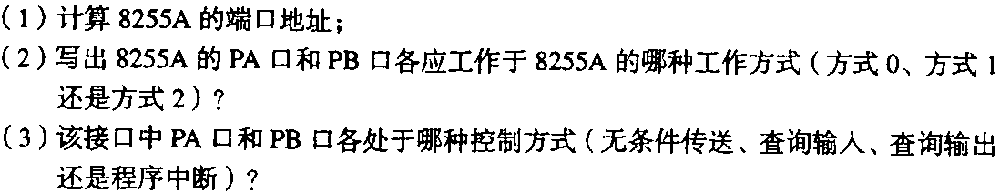 （1）计算 8255A 的端口地址；
（2）写出 8255A 的 PA 口和 PB 口各应工作于 8255A 的哪种工作方式（方式 0、方式 1
还是方式 2）？
（3）该接口中 PA 口和 PB 口各处于哪种控制方式（无条件传送、查询输入、查询输出
还是程序中断）？